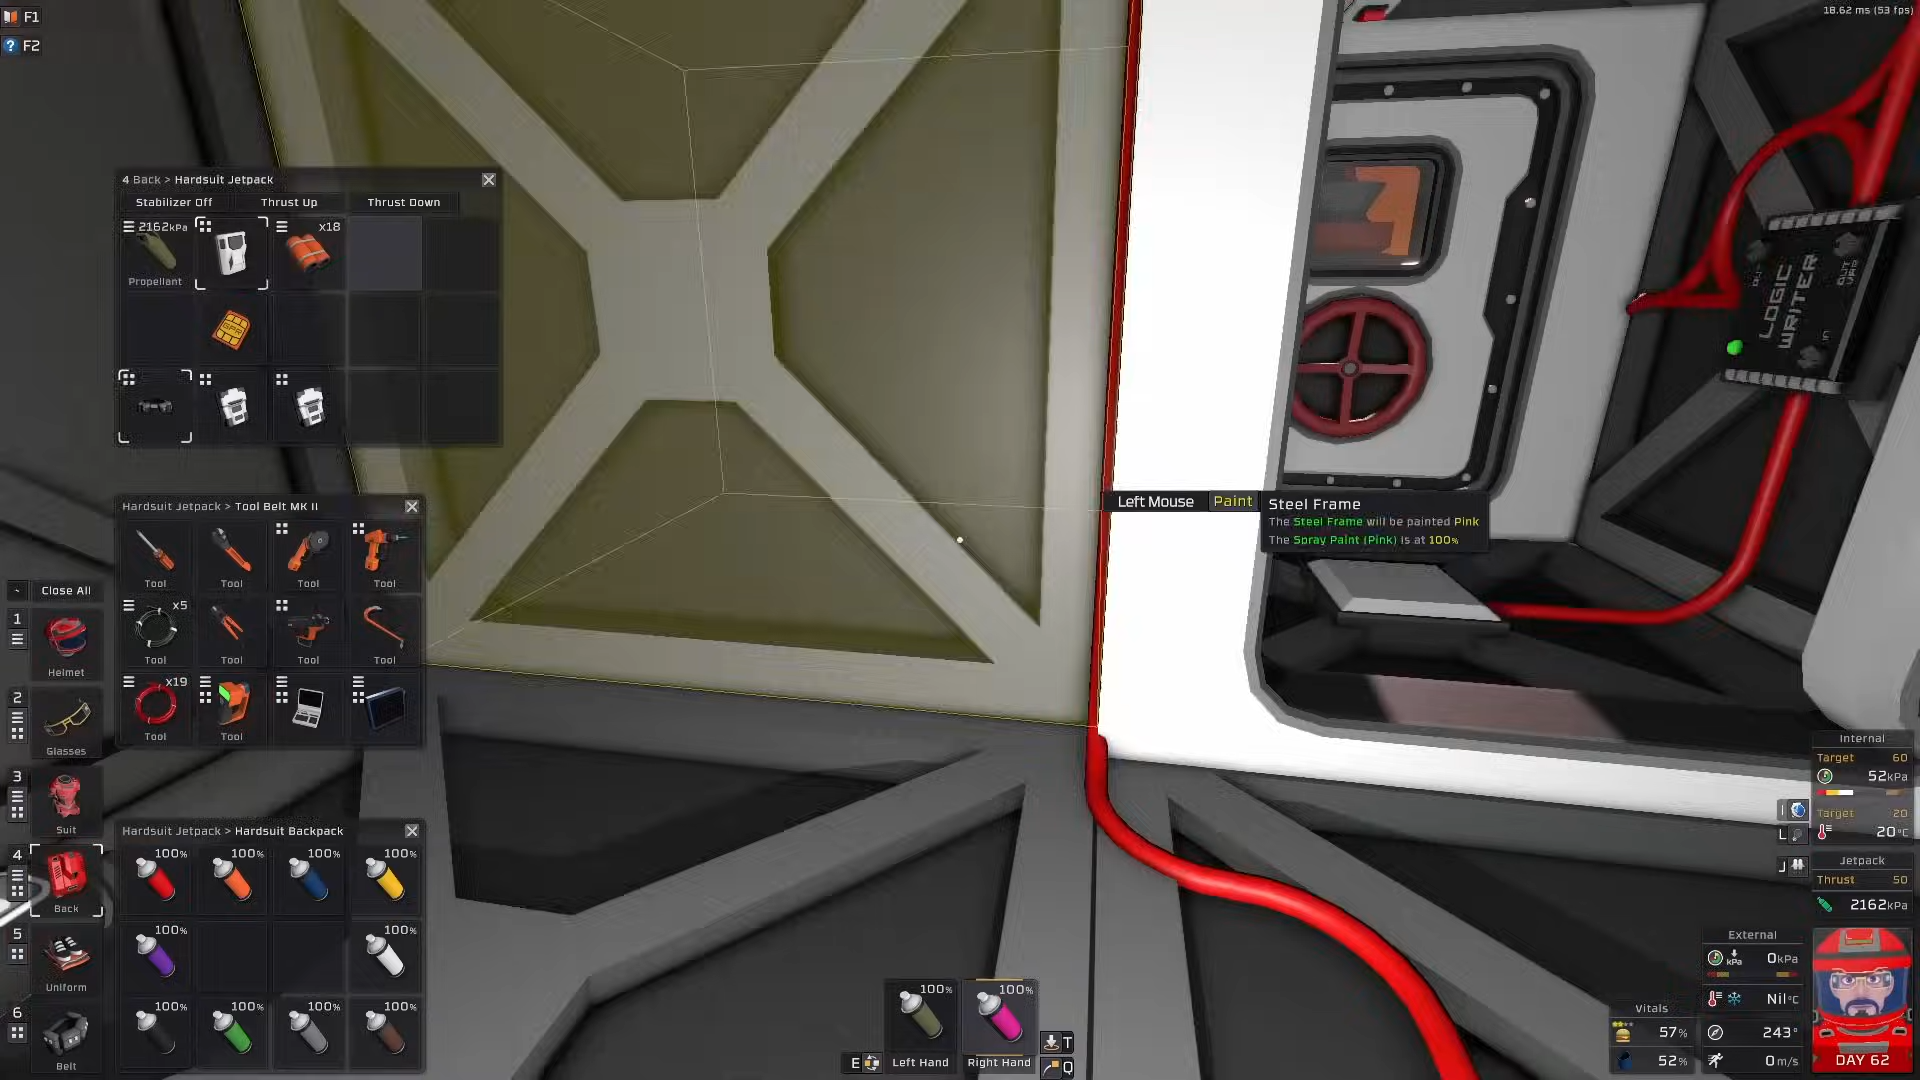 F1
18.62 ms (53 fps)
F2
4 Back > Hardsuit Jetpack
Stabilizer Off Thrust Up Thrust Down
2162kPa x18
Propellant
LOGIC WRITER
Left Mouse Paint Steel Frame
The Steel Frame will be painted Pink
The Spray Paint (Pink) is at 100%
Hardsuit Jetpack > Tool Belt MK II
Tool Tool Tool Tool
x5
Tool Tool Tool Tool
x19
Tool Tool
~ Close All
1
Helmet
2
Glasses
3
Suit
4
Back
5
Uniform
6
Belt
Hardsuit Jetpack > Hardsuit Backpack
100% 100% 100% 100%
100% 100%
100% 100% 100% 100%
100% 100%
E Left Hand Right Hand
T
Q
Internal
Target 60
52kPa
I
Target 20
L 20°C
J Jetpack
Thrust 50
2162kPa
External
kPa 0kPa
Nil°C
Vitals
57% 243°
52% 0m/s
DAY 62